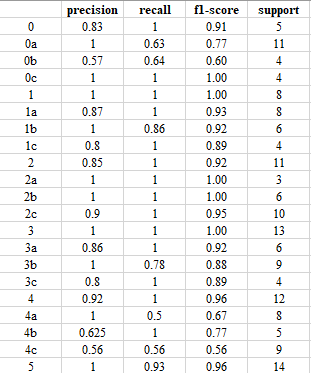 precision recall f1-score support
0 0.83 1 0.91 5
0a 1 0.63 0.77 11
0b 0.57 0.64 0.60 4
0c 1 1 1.00 4
1 1 1 1.00 8
1a 0.87 1 0.93 8
1b 1 0.86 0.92 6
1c 0.8 1 0.89 4
2 0.85 1 0.92 11
2a 1 1 1.00 3
2b 1 1 1.00 6
2c 0.9 1 0.95 10
3 1 1 1.00 13
3a 0.86 1 0.92 6
3b 1 0.78 0.88 9
3c 0.8 1 0.89 4
4 0.92 1 0.96 12
4a 1 0.5 0.67 8
4b 0.625 1 0.77 5
4c 0.56 0.56 0.56 9
5 1 0.93 0.96 14